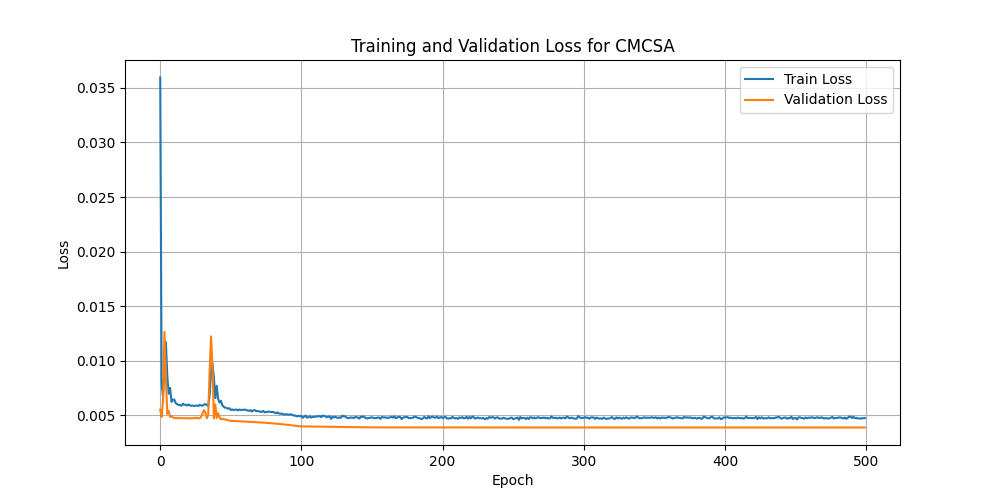 Training and Validation Loss for CMCSA
Train Loss
Validation Loss
0.035
0.030
0.025
0.020
0.015
0.010
0.005
Loss
0 100 200 300 400 500
Epoch